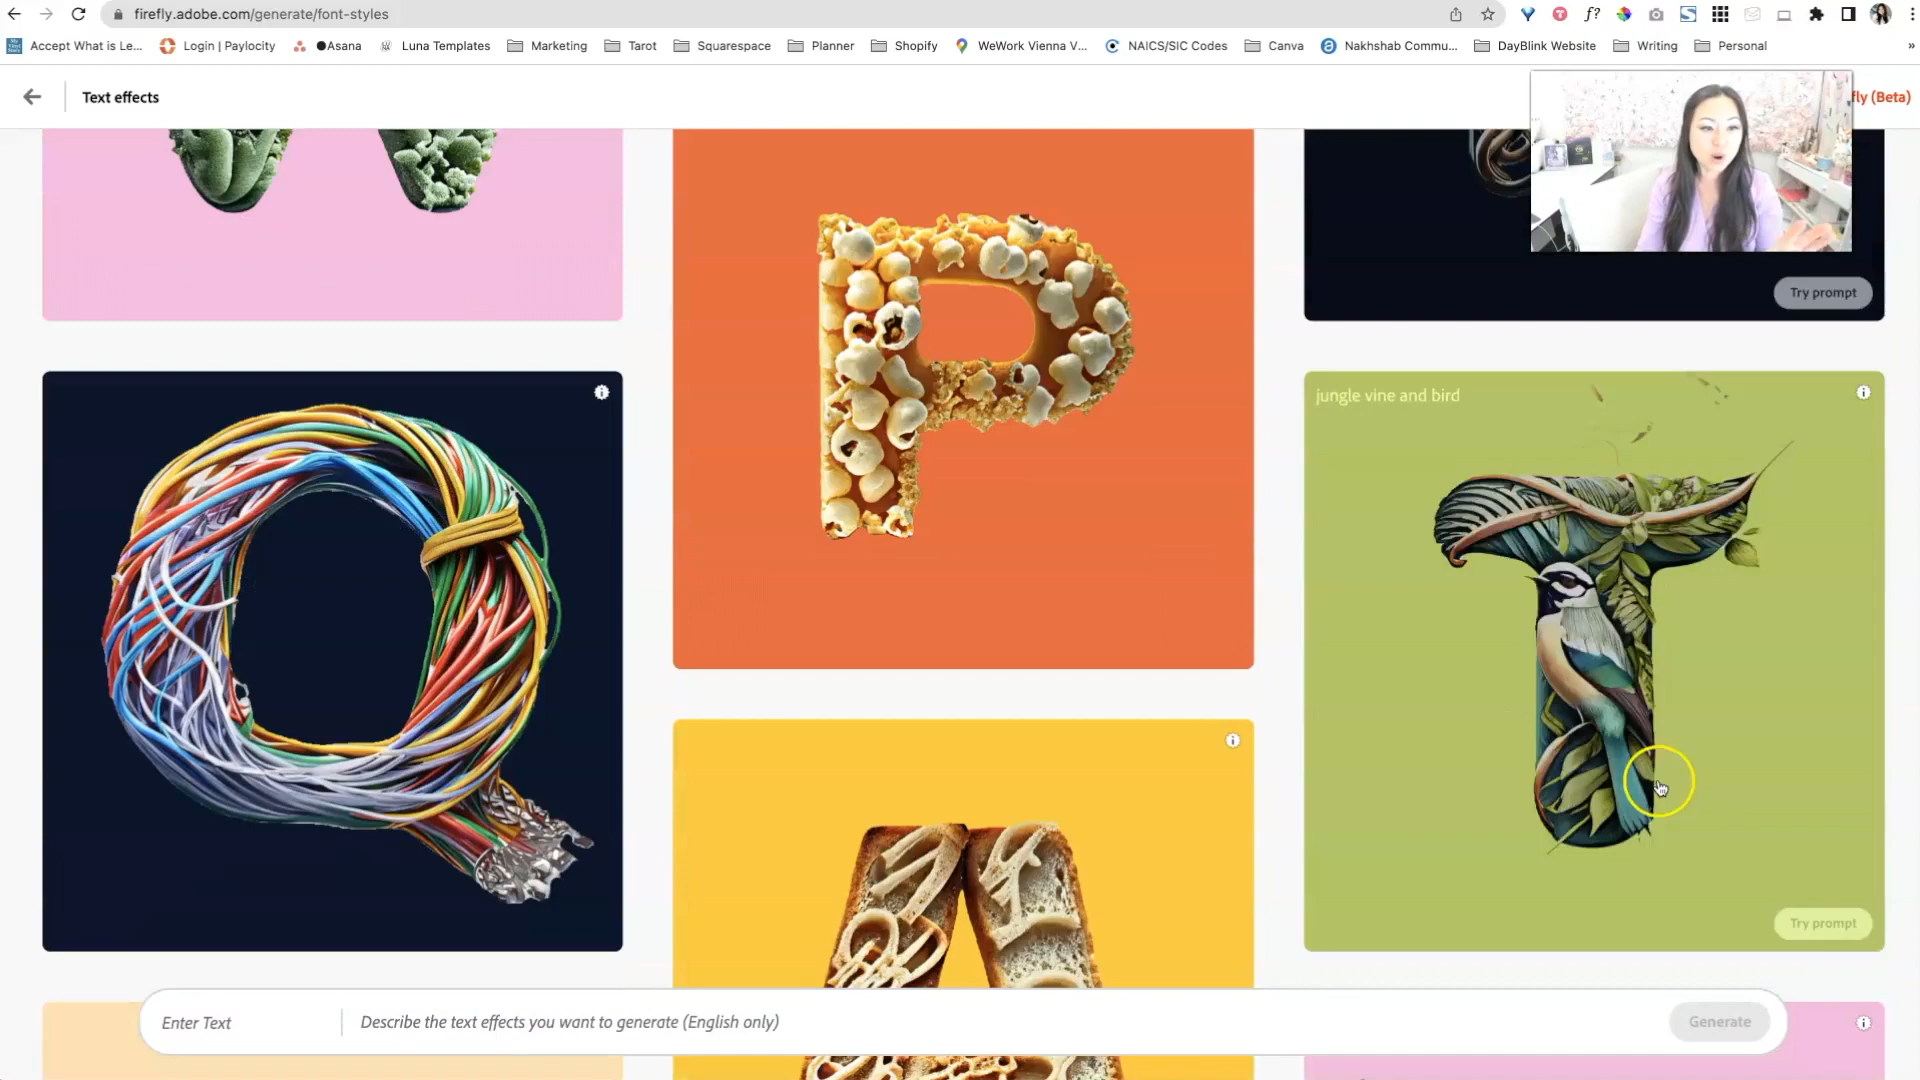 firefly.adobe.com/generate/font-styles
Accept What is Le...
Login | Paylocity
●Asana
Luna Templates
Marketing
Tarot
Squarespace
Planner
Shopify
WeWork Vienna V...
NAICS/SIC Codes
Canva
Nakhshab Commu...
DayBlink Website
Writing
Personal
»
Text effects
fly (Beta)
Try prompt
jungle vine and bird
Q
P
T
A
Try prompt
Enter Text
Describe the text effects you want to generate (English only)
Generate